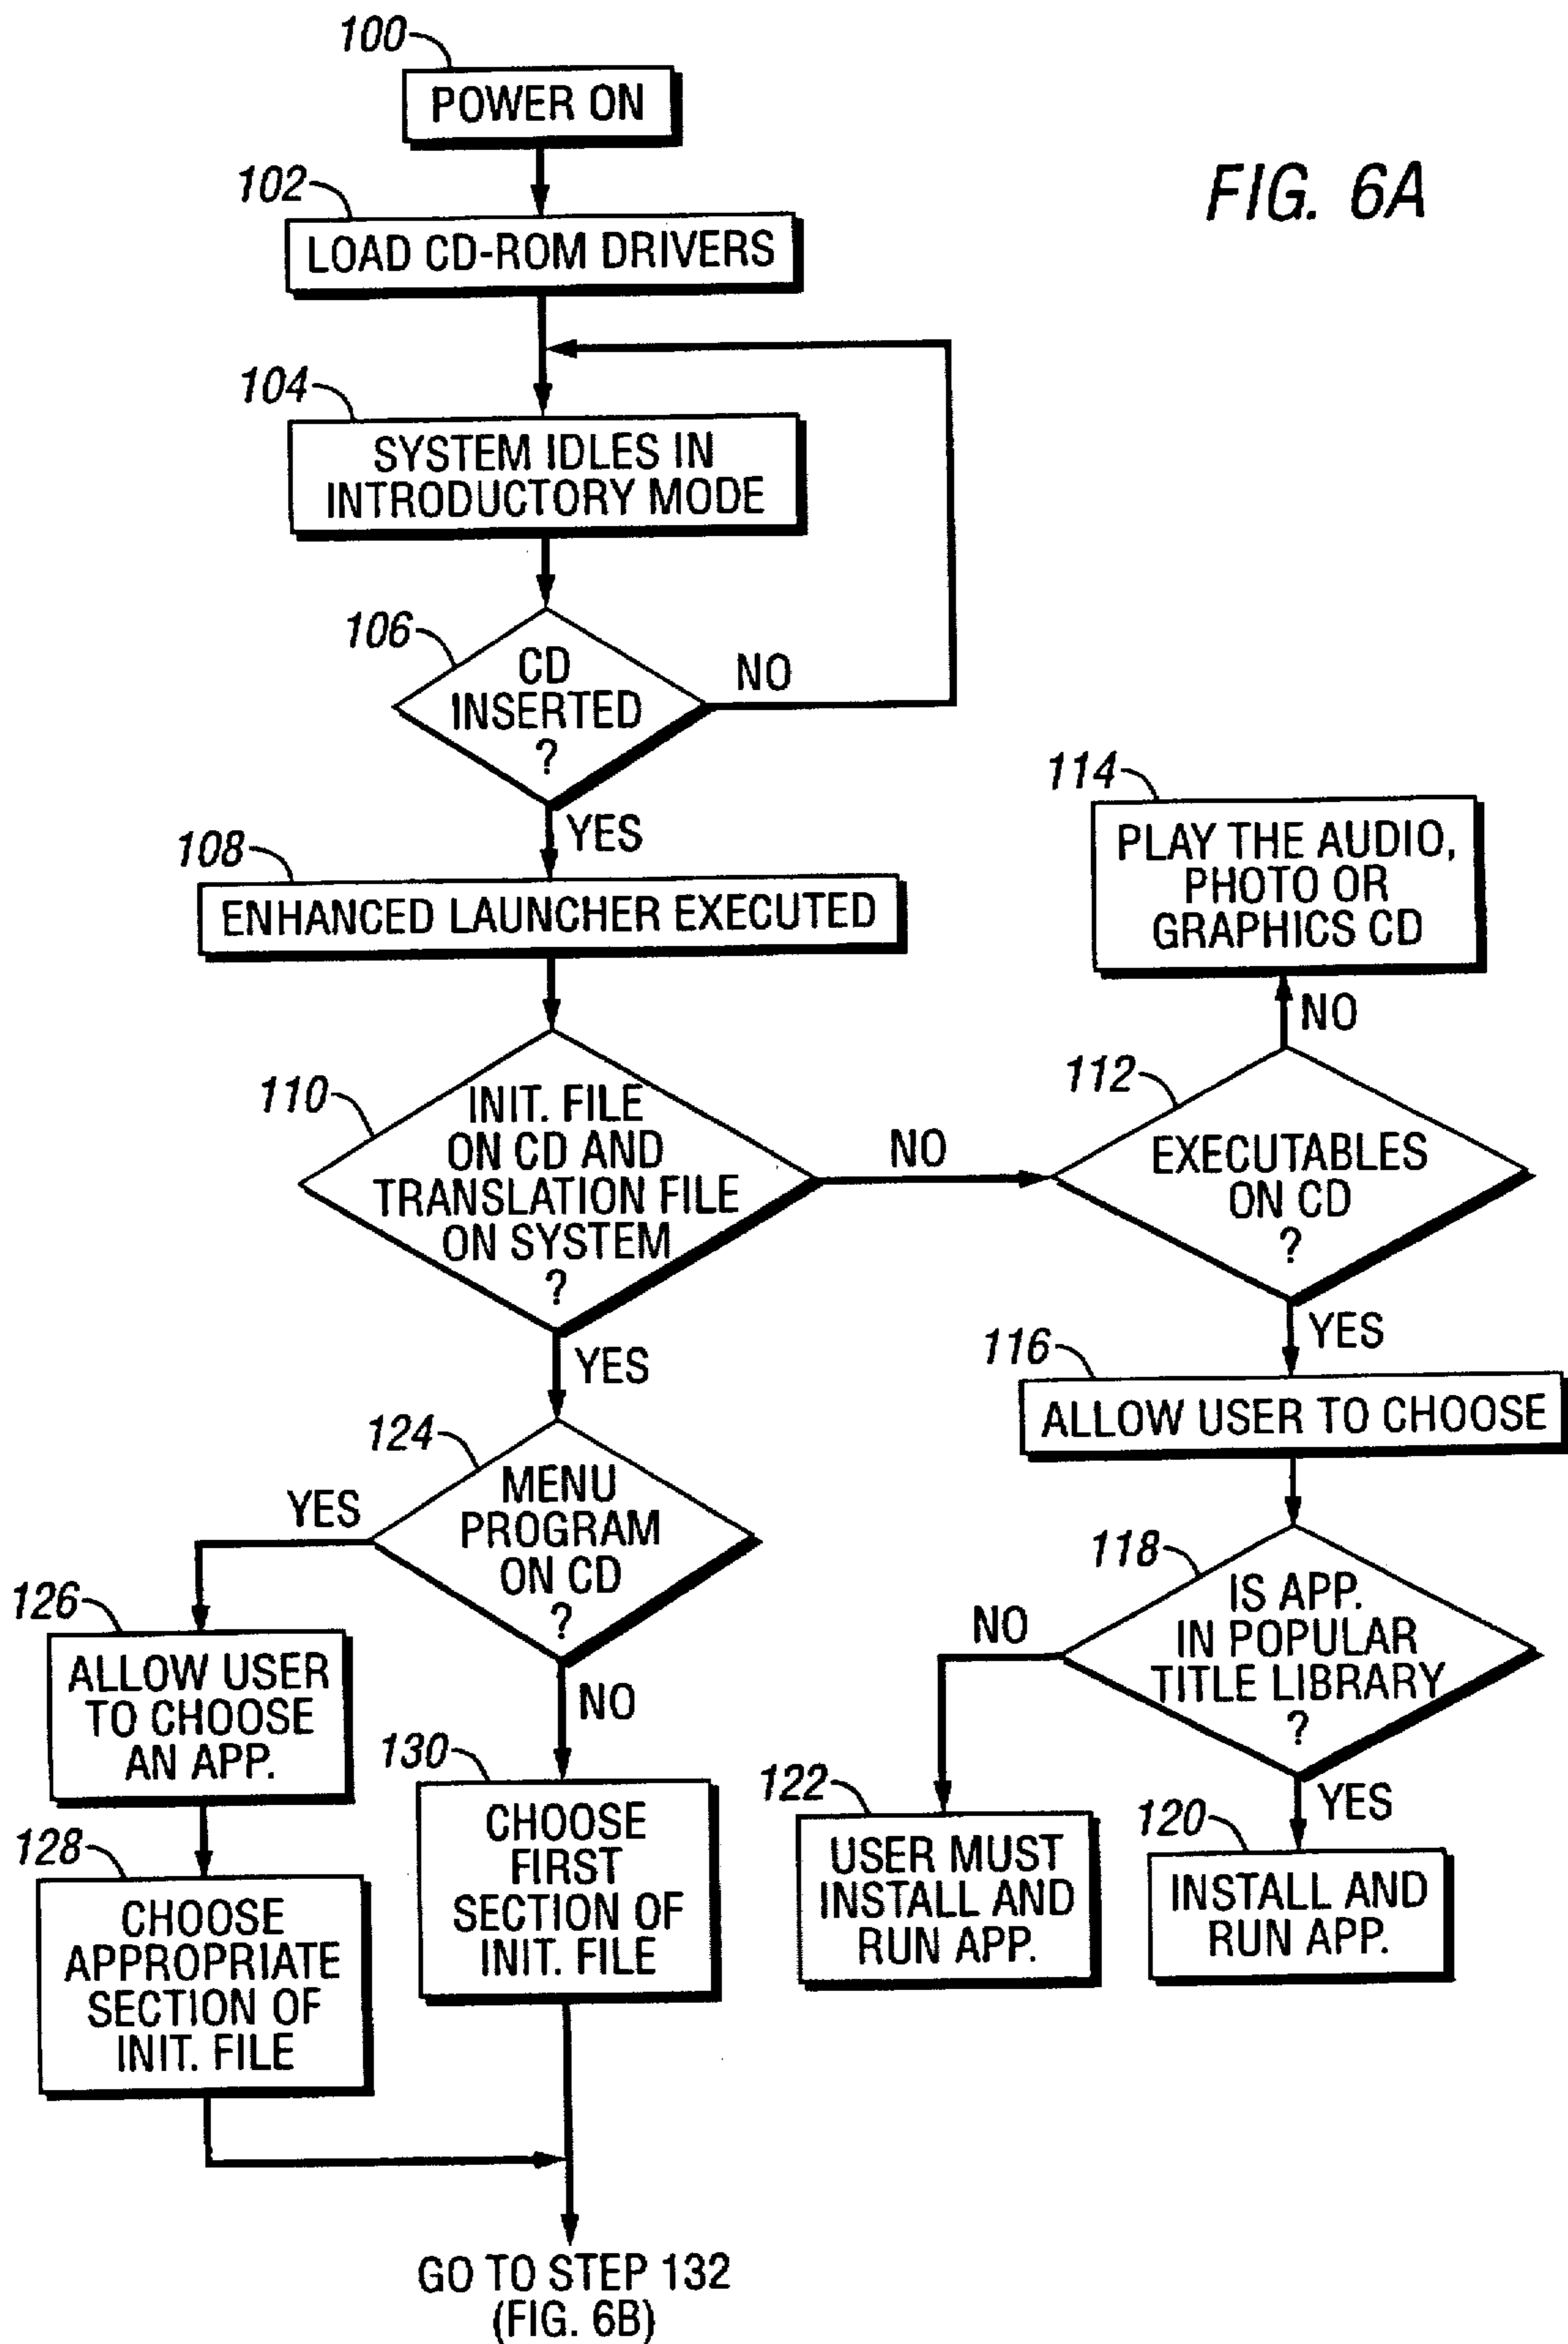 100
POWER ON
FIG. 6A
102
LOAD CD-ROM DRIVERS
104
SYSTEM IDLES IN
INTRODUCTORY MODE
106
CD
INSERTED
?
NO
YES
108
ENHANCED LAUNCHER EXECUTED
114
PLAY THE AUDIO,
PHOTO OR
GRAPHICS CD
NO
110
INIT. FILE
ON CD AND
TRANSLATION FILE
ON SYSTEM
?
NO
112
EXECUTABLES
ON CD
?
YES
YES
116
ALLOW USER TO CHOOSE
124
MENU
PROGRAM
ON CD
?
YES
NO
118
IS APP.
IN POPULAR
TITLE LIBRARY
?
NO
YES
126
ALLOW USER
TO CHOOSE
AN APP.
130
CHOOSE
FIRST
SECTION OF
INIT. FILE
122
USER MUST
INSTALL AND
RUN APP.
120
INSTALL AND
RUN APP.
128
CHOOSE
APPROPRIATE
SECTION OF
INIT. FILE
GO TO STEP 132
(FIG. 6B)